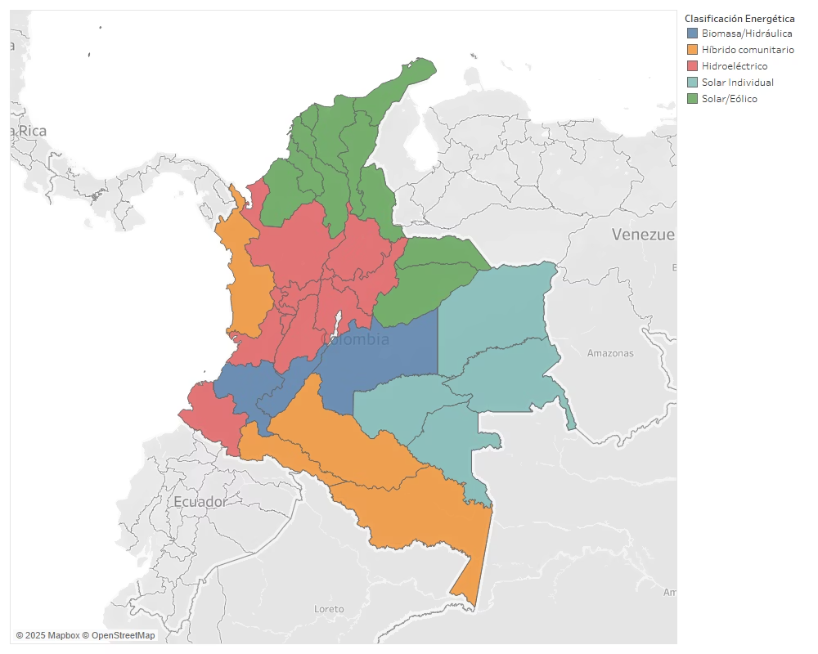 Clasificación Energética
Biomasa/Hidráulica
Híbrido comunitario
Hidroeléctrico
Solar Individual
Solar/Eólico
a Rica
Venezue
Colombia
Amazonas
Ecuador
Loreto
Am
© 2025 Mapbox © OpenStreetMap